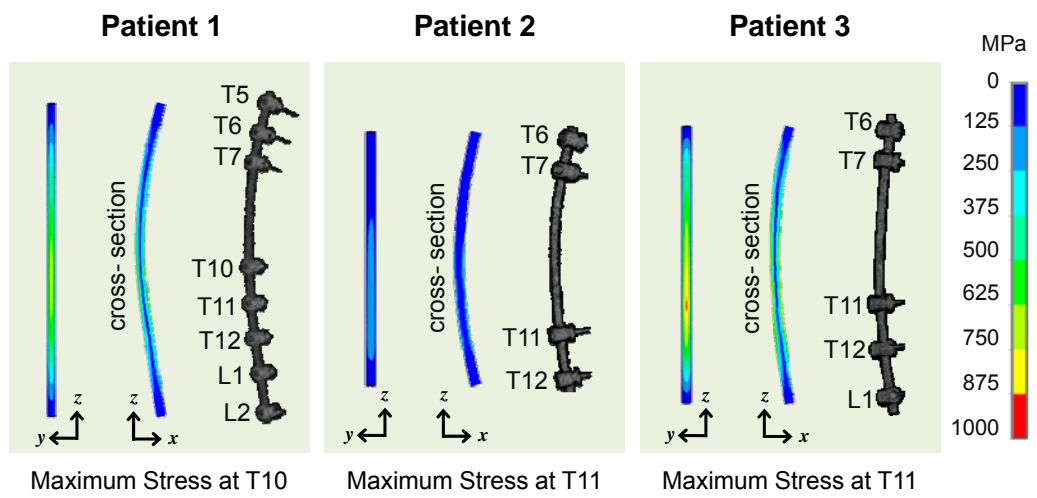 Patient 1
Patient 2
Patient 3
MPa
T5
T6
T7
cross- section
T10
T11
T12
L1
L2
z
y
z
x
T6
T7
cross- section
T11
T12
z
y
z
x
T6
T7
cross- section
T11
T12
L1
z
y
z
x
0
125
250
375
500
625
750
875
1000
Maximum Stress at T10
Maximum Stress at T11
Maximum Stress at T11